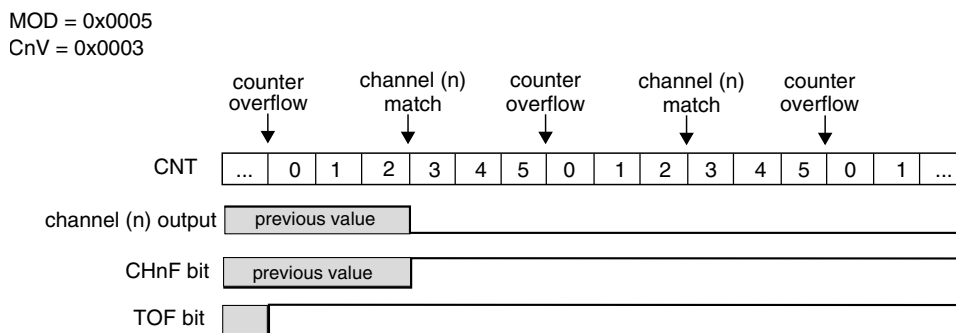 MOD = 0x0005
CnV = 0x0003
counter overflow
channel (n) match
counter overflow
channel (n) match
counter overflow
CNT ... 0 1 2 3 4 5 0 1 2 3 4 5 0 1 ...
channel (n) output previous value
CHnF bit previous value
TOF bit